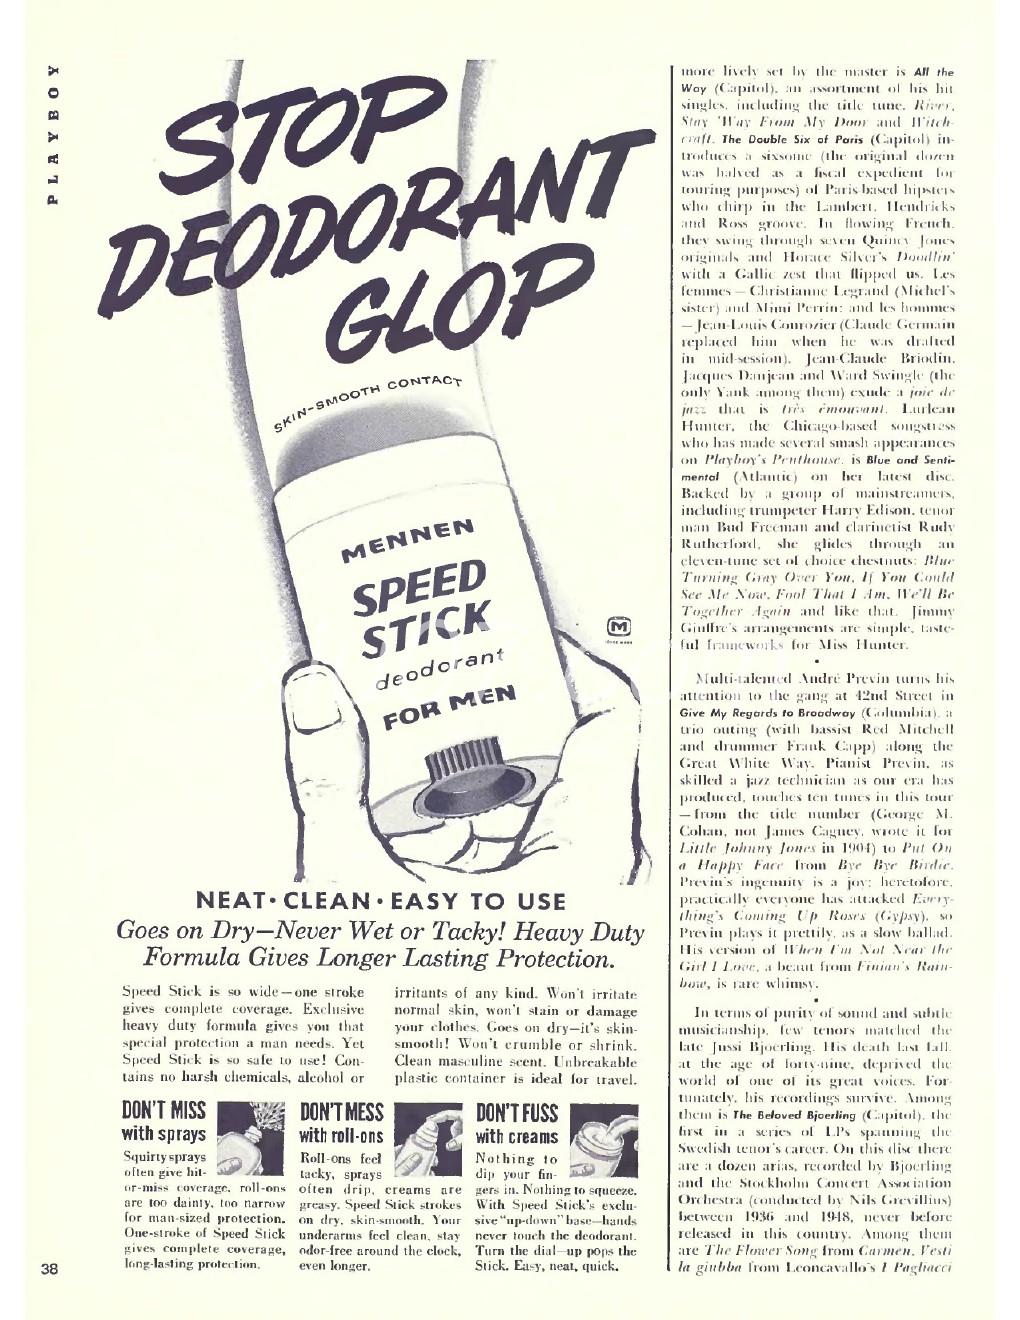 PLAYBOY
STOP
DEODORANT
GLOP
SKIN-SMOOTH CONTACT
MENNEN
SPEED
STICK
deodorant
FOR MEN
M
NEAT • CLEAN • EASY TO USE
Goes on Dry—Never Wet or Tacky! Heavy Duty
Formula Gives Longer Lasting Protection.
Speed Stick is so wide—one stroke
gives complete coverage. Exclusive
heavy duty formula gives you that
special protection a man needs. Yet
Speed Stick is so safe to use! Con-
tains no harsh chemicals, alcohol or
irritants of any kind. Won't irritate
normal skin, won't stain or damage
your clothes. Goes on dry—it's skin-
smooth! Won't crumble or shrink.
Clean masculine scent. Unbreakable
plastic container is ideal for travel.
DON'T MISS
with sprays
Squirty sprays
often give hit-
or-miss coverage, roll-ons
are too dainty, too narrow
for man-sized protection.
One-stroke of Speed Stick
gives complete coverage,
long-lasting protection.
DON'T MESS
with roll-ons
Roll-ons feel
tacky, sprays
often drip, creams are
greasy. Speed Stick strokes
on dry, skin-smooth. Your
underarms feel clean, stay
odor-free around the clock,
even longer.
DON'T FUSS
with creams
Nothing to
dip your fin-
gers in. Nothing to squeeze.
With Speed Stick's exclu-
sive "up-down" base—hands
never touch the deodorant.
Turn the dial—up pops the
Stick. Easy, neat, quick.
38
more lively set by the master is All the
Way (Capitol), an assortment of his hit
singles, including the title tune, River,
Stay 'Way From My Door and Witch-
craft. The Double Six of Paris (Capitol) in-
troduces a sixsome (the original dozen
was halved as a fiscal expedient for
touring purposes) of Paris-based hipsters
who chirp in the Lambert, Hendricks
and Ross groove. In flowing French,
they swing through seven Quincy Jones
originals and Horace Silver's Doodlin'
with a Gallic zest that flipped us. Les
femmes — Christianne Legrand (Michel's
sister) and Mimi Perrin; and les hommes
— Jean-Louis Conrozier (Claude Germain
replaced him when he was drafted
in mid-session), Jean-Claude Briodin,
Jacques Danjean and Ward Swingle (the
only Yank among them) exude a joie de
jazz that is très émouvant. Lurlean
Hunter, the Chicago-based songstress
who has made several smash appearances
on Playboy's Penthouse, is Blue and Senti-
mental (Atlantic) on her latest disc.
Backed by a group of mainstreamers,
including trumpeter Harry Edison, tenor
man Bud Freeman and clarinetist Rudy
Rutherford, she glides through an
eleven-tune set of choice chestnuts: Blue
Turning Gray Over You, If You Could
See Me Now, Fool That I Am, We'll Be
Together Again and like that. Jimmy
Giuffre's arrangements are simple, taste-
ful frameworks for Miss Hunter.
•
Multi-talented André Previn turns his
attention to the gang at 42nd Street in
Give My Regards to Broadway (Columbia), a
trio outing (with bassist Red Mitchell
and drummer Frank Capp) along the
Great White Way. Pianist Previn, as
skilled a jazz technician as our era has
produced, touches ten tunes in this tour
— from the title number (George M.
Cohan, not James Cagney, wrote it for
Little Johnny Jones in 1904) to Put On
a Happy Face from Bye Bye Birdie.
Previn's ingenuity is a joy; heretofore,
practically everyone has attacked Every-
thing's Coming Up Roses (Gypsy), so
Previn plays it prettily, as a slow ballad.
His version of When I'm Not Near the
Girl I Love, a beaut from Finian's Rain-
bow, is rare whimsy.
•
In terms of purity of sound and subtle
musicianship, few tenors matched the
late Jussi Bjoerling. His death last fall,
at the age of forty-nine, deprived the
world of one of its great voices. For-
tunately, his recordings survive. Among
them is The Beloved Bjoerling (Capitol), the
first in a series of LPs spanning the
Swedish tenor's career. On this disc there
are a dozen arias, recorded by Bjoerling
and the Stockholm Concert Association
Orchestra (conducted by Nils Grevillius)
between 1936 and 1948, never before
released in this country. Among them
are The Flower Song from Carmen, Vesti
la giubba from Leoncavallo's I Pagliacci